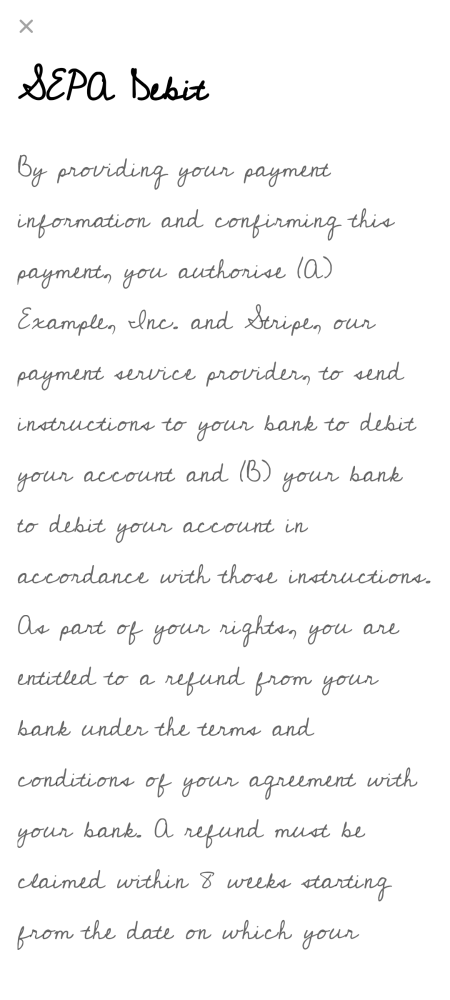 SEPA Debit
By providing your payment
information and confirming this
payment, you authorise (A)
Example, Inc. and Stripe, our
payment service provider, to send
instructions to your bank to debit
your account and (B) your bank
to debit your account in
accordance with those instructions.
As part of your rights, you are
entitled to a refund from your
bank under the terms and
conditions of your agreement with
your bank. A refund must be
claimed within 8 weeks starting
from the date on which your